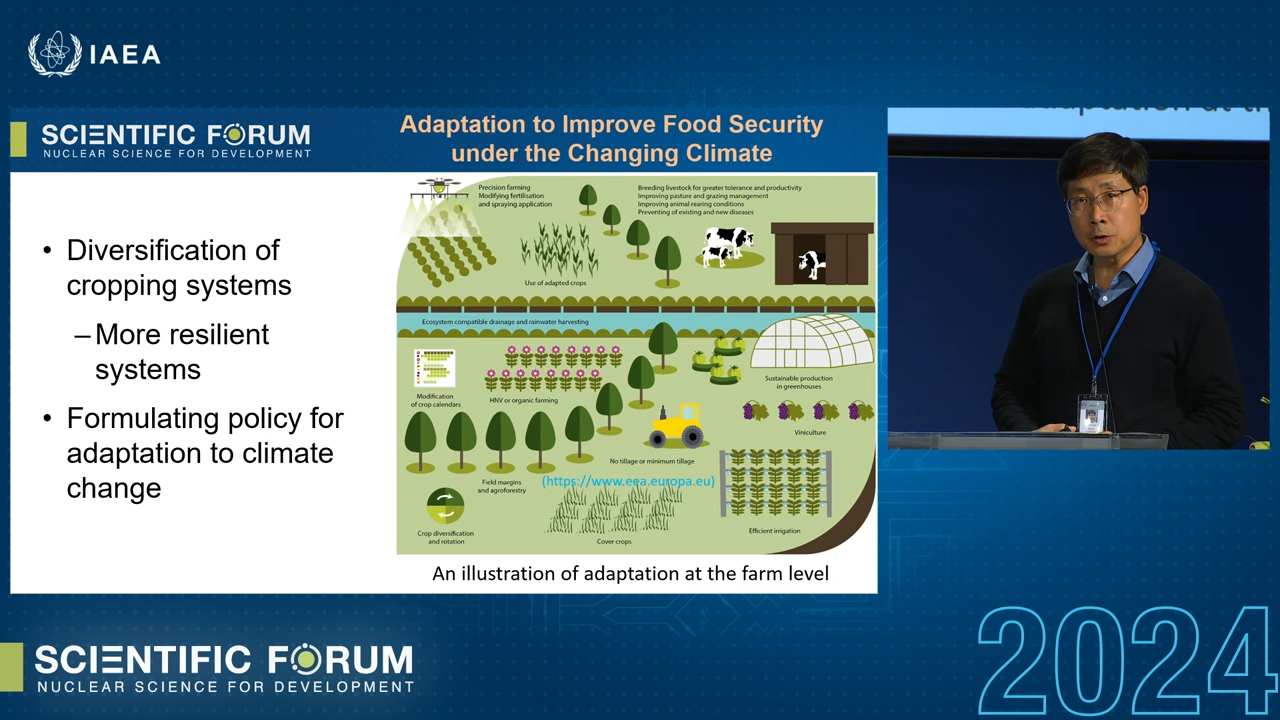 IAEA
SCIENTIFIC FORUM
NUCLEAR SCIENCE FOR DEVELOPMENT
Adaptation to Improve Food Security
under the Changing Climate
• Diversification of
cropping systems
– More resilient
systems
• Formulating policy for
adaptation to climate
change
Precision farming
Modifying fertilisation
and spraying application
Breeding livestock for greater tolerance and productivity
Improving pasture and grazing management
Improving animal rearing conditions
Preventing of existing and new diseases
Use of adapted crops
Ecosystem compatible drainage and rainwater harvesting
Modification
of crop calendars
HNV or organic farming
Sustainable production
in greenhouses
Viniculture
No tillage or minimum tillage
Field margins
and agroforestry
(https://www.eea.europa.eu)
Crop diversification
and rotation
Cover crops
Efficient irrigation
An illustration of adaptation at the farm level
SCIENTIFIC FORUM
NUCLEAR SCIENCE FOR DEVELOPMENT
2024